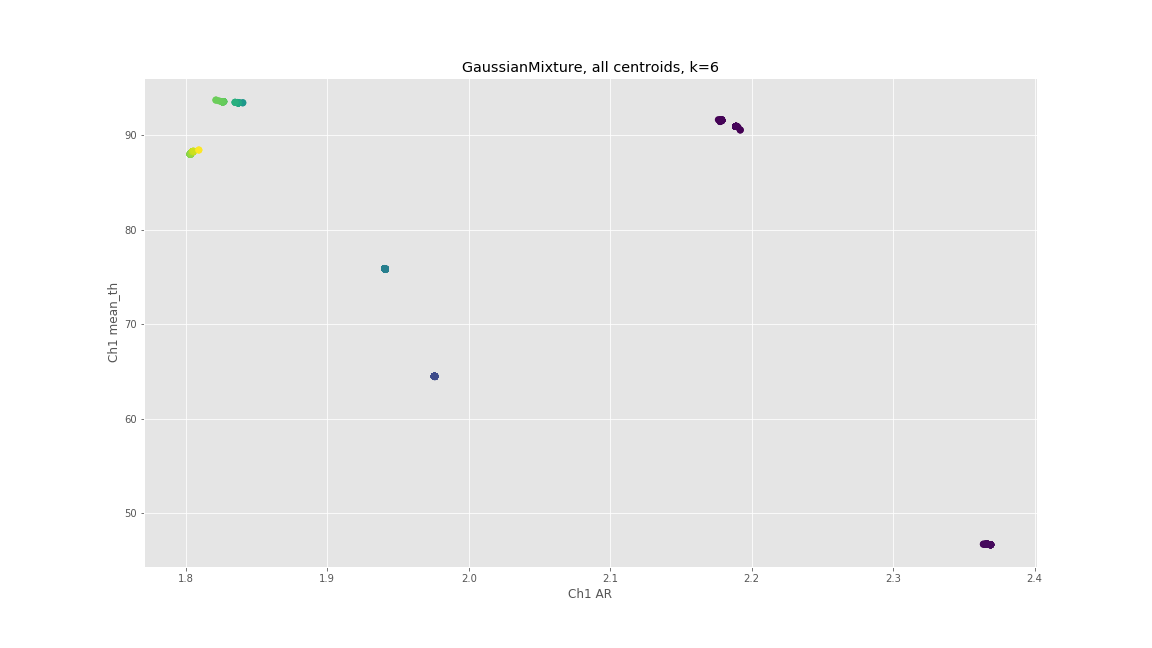 GaussianMixture, all centroids, k=6
90
80
70
60
50
Ch1 mean_th
1.8 1.9 2.0 2.1 2.2 2.3 2.4
Ch1 AR